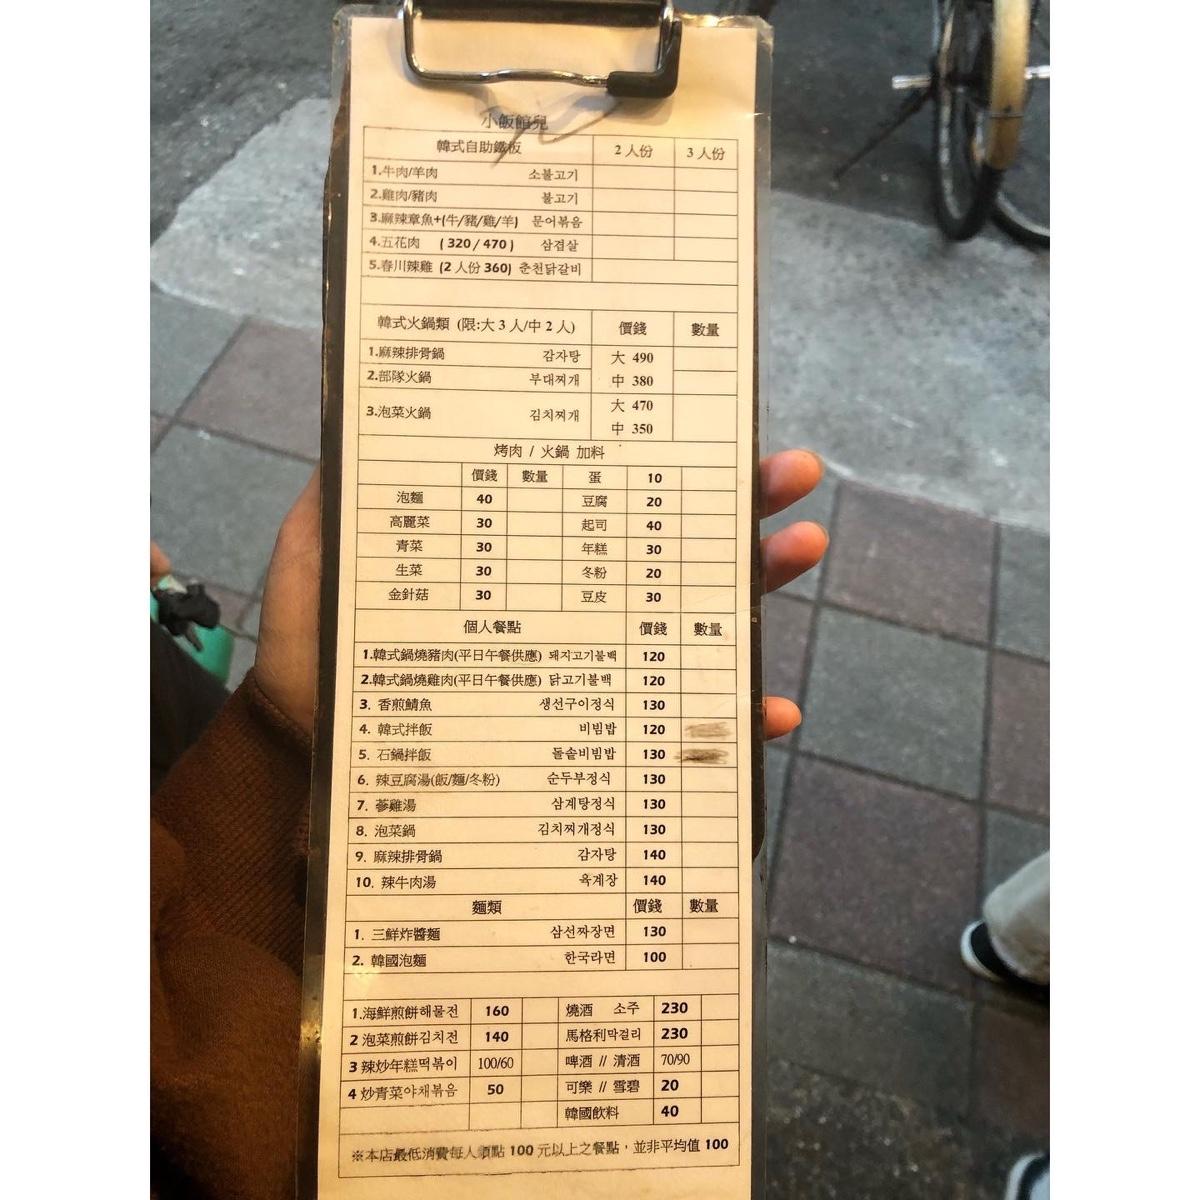 小飯館兒
韓式自助鐵板 2 人份 3 人份
1.牛肉/羊肉 소불고기
2.雞肉/豬肉 불고기
3.麻辣章魚+(牛/豬/雞/羊) 문어볶음
4.五花肉 ( 320 / 470 ) 삼겹살
5.春川辣雞 (2 人份 360) 춘천닭갈비
韓式火鍋類 (限:大 3 人/中 2 人) 價錢 數量
1.麻辣排骨鍋 감자탕 大 490
2.部隊火鍋 부대찌개 中 380
3.泡菜火鍋 김치찌개 大 470
中 350
烤肉 / 火鍋 加料
價錢 數量 蛋 10
泡麵 40 豆腐 20
高麗菜 30 起司 40
青菜 30 年糕 30
生菜 30 冬粉 20
金針菇 30 豆皮 30
個人餐點 價錢 數量
1.韓式鍋燒豬肉(平日午餐供應) 돼지고기불백 120
2.韓式鍋燒雞肉(平日午餐供應) 닭고기불백 120
3. 香煎鯖魚 생선구이정식 130
4. 韓式拌飯 비빔밥 120
5. 石鍋拌飯 돌솥비빔밥 130
6. 辣豆腐湯(飯/麵/冬粉) 순두부정식 130
7. 蔘雞湯 삼계탕정식 130
8. 泡菜鍋 김치찌개정식 130
9. 麻辣排骨鍋 감자탕 140
10. 辣牛肉湯 육계장 140
麵類 價錢 數量
1. 三鮮炸醬麵 삼선짜장면 130
2. 韓國泡麵 한국라면 100
1.海鮮煎餅해물전 160 燒酒 소주 230
2 泡菜煎餅김치전 140 馬格利막걸리 230
3 辣炒年糕떡볶이 100/60 啤酒 // 清酒 70/90
4 炒青菜야채볶음 50 可樂 // 雪碧 20
韓國飲料 40
※本店最低消費每人須點 100 元以上之餐點，並非平均值 100